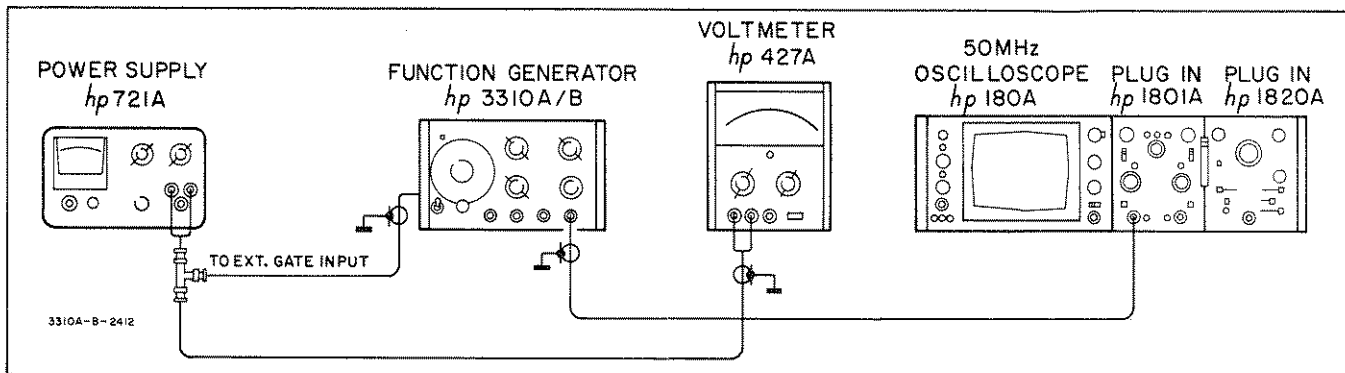 POWER SUPPLY
hp 721A
FUNCTION GENERATOR
hp 3310A/B
VOLTMETER
hp 427A
50MHz
OSCILLOSCOPE
hp 180A
PLUG IN
hp 1801A
PLUG IN
hp 1820A
TO EXT. GATE INPUT
3310A-B-2412